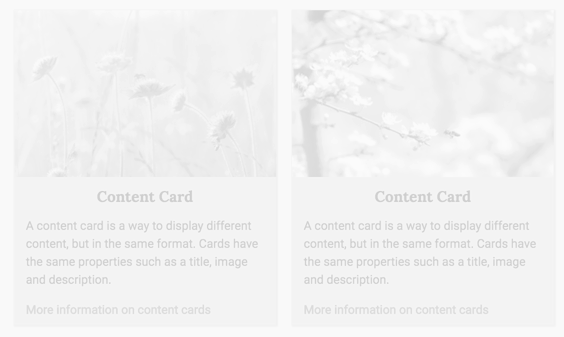 Content Card
A content card is a way to display different
content, but in the same format. Cards have
the same properties such as a title, image
and description.
More information on content cards
Content Card
A content card is a way to display different
content, but in the same format. Cards have
the same properties such as a title, image
and description.
More information on content cards